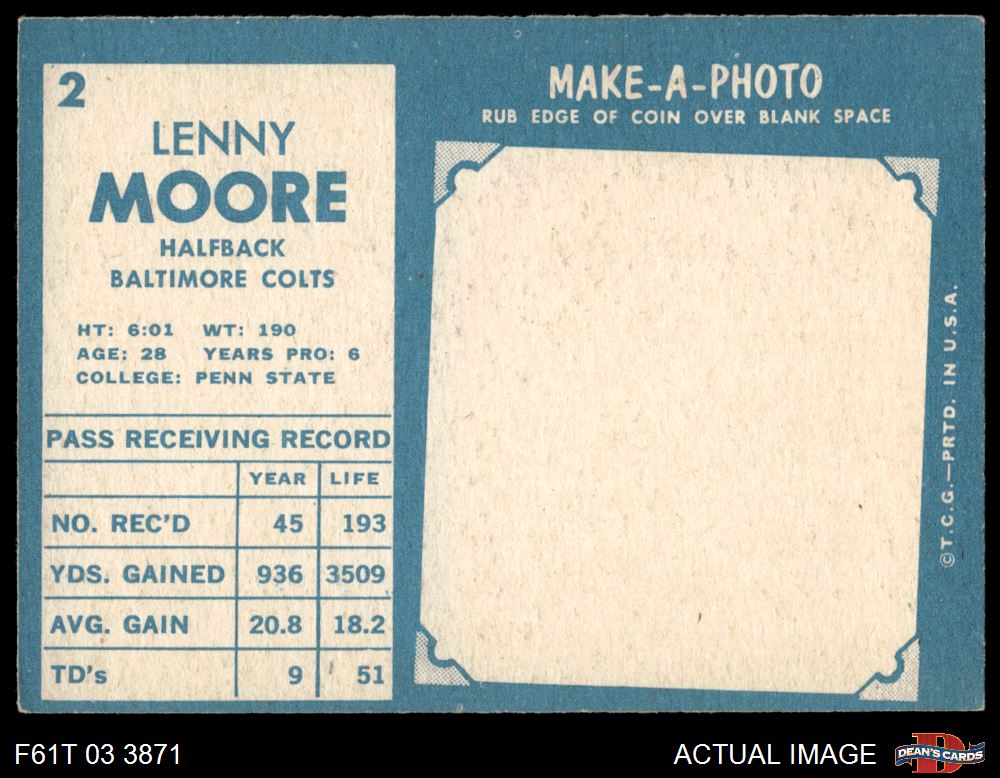 2
LENNY
MOORE
HALFBACK
BALTIMORE COLTS
HT: 6:01 WT: 190
AGE: 28 YEARS PRO: 6
COLLEGE: PENN STATE
PASS RECEIVING RECORD
YEAR LIFE
NO. REC'D 45 193
YDS. GAINED 936 3509
AVG. GAIN 20.8 18.2
TD's 9 51
MAKE-A-PHOTO
RUB EDGE OF COIN OVER BLANK SPACE
©T.C.G.—PRTD. IN U.S.A.
F61T 03 3871
ACTUAL IMAGE
D
DEAN'S CARDS